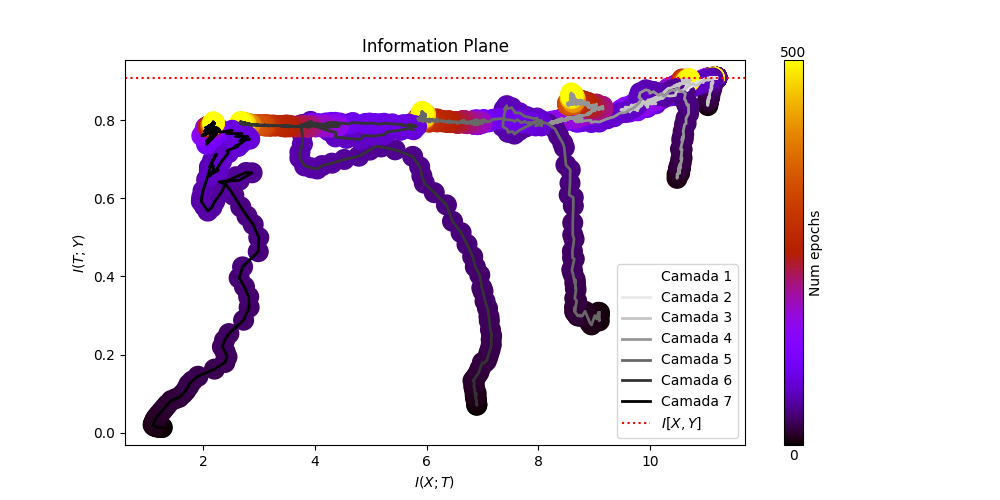 Information Plane
500
0.8
0.6
0.4
0.2
0.0
I(T; Y)
2
4
6
8
10
I(X; T)
Camada 1
Camada 2
Camada 3
Camada 4
Camada 5
Camada 6
Camada 7
I[X, Y]
Num epochs
0